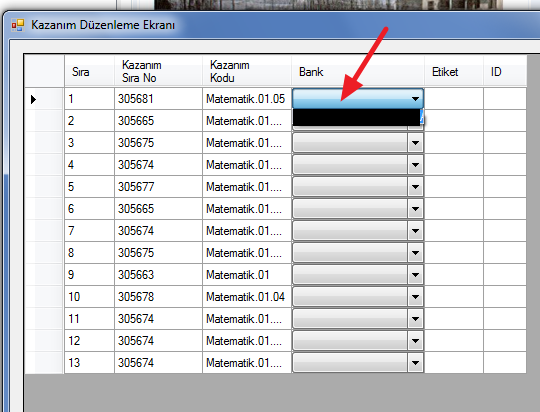 Kazanım Düzenleme Ekranı
Sıra Kazanım Sıra No Kazanım Kodu Bank Etiket ID
1 305681 Matematik.01.05
2 305665 Matematik.01....
3 305675 Matematik.01....
4 305674 Matematik.01....
5 305677 Matematik.01....
6 305665 Matematik.01....
7 305674 Matematik.01....
8 305675 Matematik.01....
9 305663 Matematik.01
10 305678 Matematik.01.04
11 305674 Matematik.01....
12 305674 Matematik.01....
13 305674 Matematik.01....